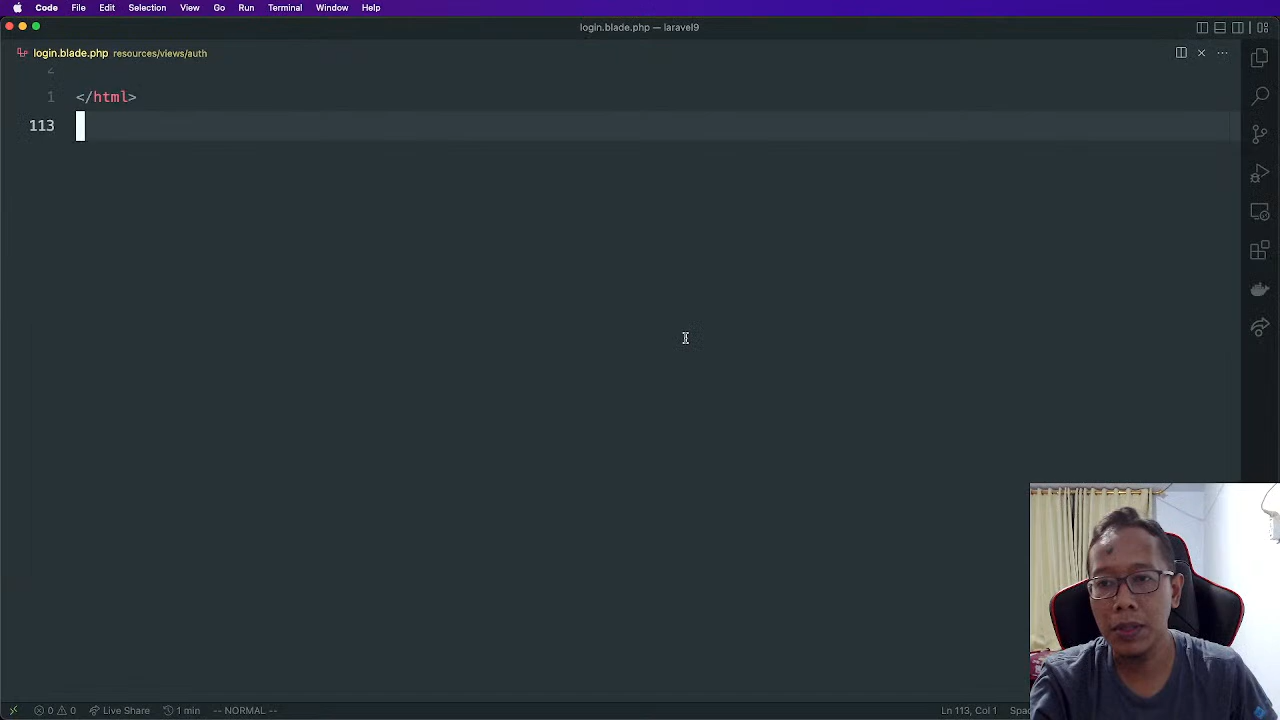 Code File Edit Selection View Go Run Terminal Window Help
login.blade.php — laravel9
login.blade.php resources/views/auth
2
1 </html>
113
0 0 Live Share 1 min -- NORMAL -- Ln 113, Col 1